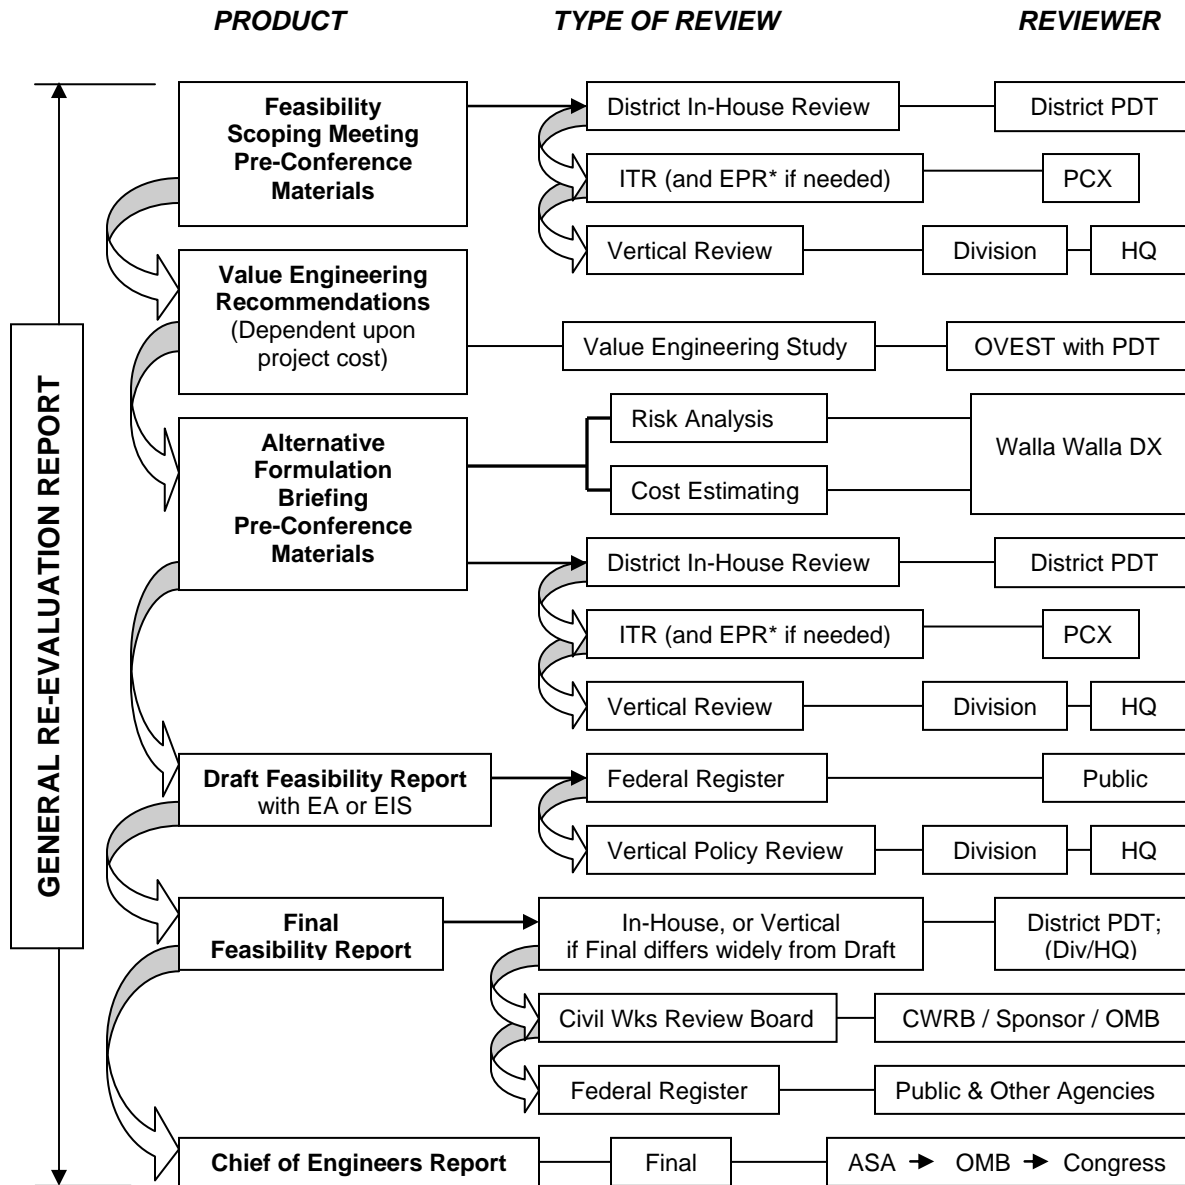 PRODUCT TYPE OF REVIEW REVIEWER
GENERAL RE-EVALUATION REPORT
Feasibility
Scoping Meeting
Pre-Conference
Materials
District In-House Review
District PDT
ITR (and EPR* if needed)
PCX
Vertical Review
Division
HQ
Value Engineering
Recommendations
(Dependent upon
project cost)
Value Engineering Study
OVEST with PDT
Alternative
Formulation
Briefing
Pre-Conference
Materials
Risk Analysis
Cost Estimating
Walla Walla DX
District In-House Review
District PDT
ITR (and EPR* if needed)
PCX
Vertical Review
Division
HQ
Draft Feasibility Report
with EA or EIS
Federal Register
Public
Vertical Policy Review
Division
HQ
Final
Feasibility Report
In-House, or Vertical
if Final differs widely from Draft
District PDT;
(Div/HQ)
Civil Wks Review Board
CWRB / Sponsor / OMB
Federal Register
Public & Other Agencies
Chief of Engineers Report
Final
ASA OMB Congress